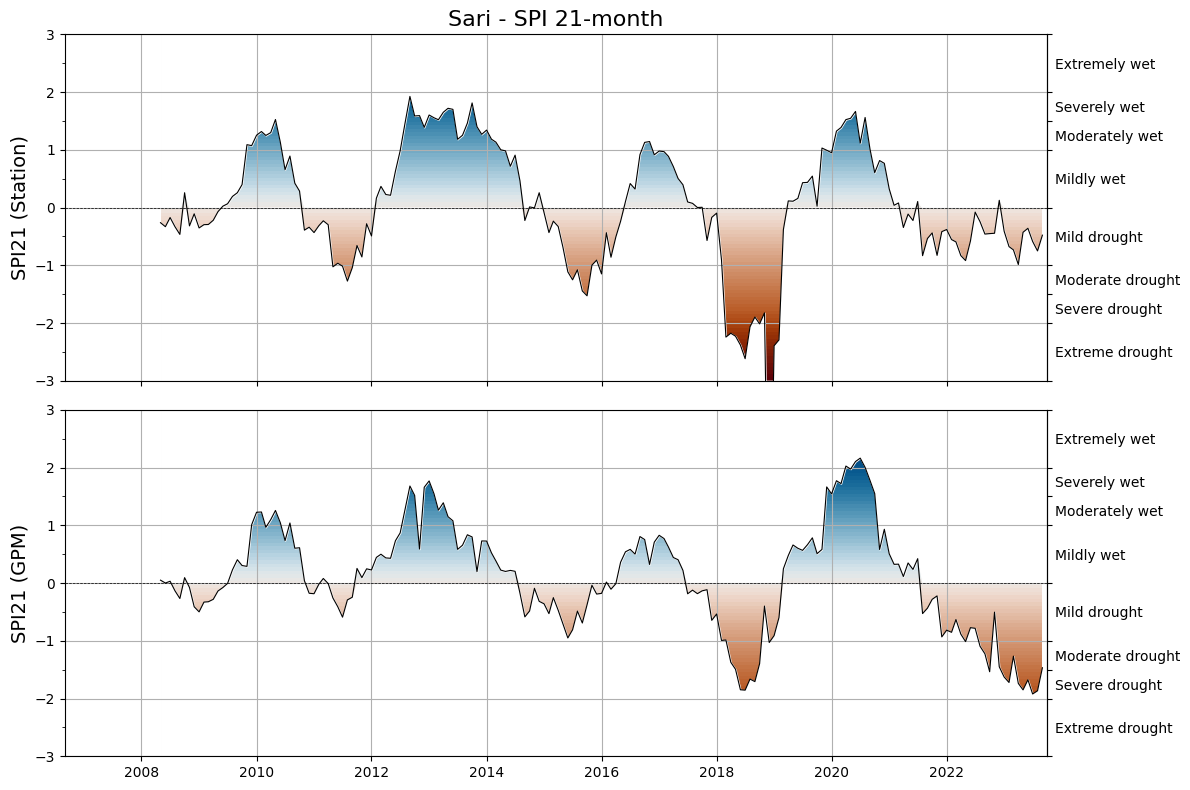 Sari - SPI 21-month
SPI21 (Station)
3
2
1
0
−1
−2
−3
Extremely wet
Severely wet
Moderately wet
Mildly wet
Mild drought
Moderate drought
Severe drought
Extreme drought
SPI21 (GPM)
3
2
1
0
−1
−2
−3
Extremely wet
Severely wet
Moderately wet
Mildly wet
Mild drought
Moderate drought
Severe drought
Extreme drought
2008 2010 2012 2014 2016 2018 2020 2022